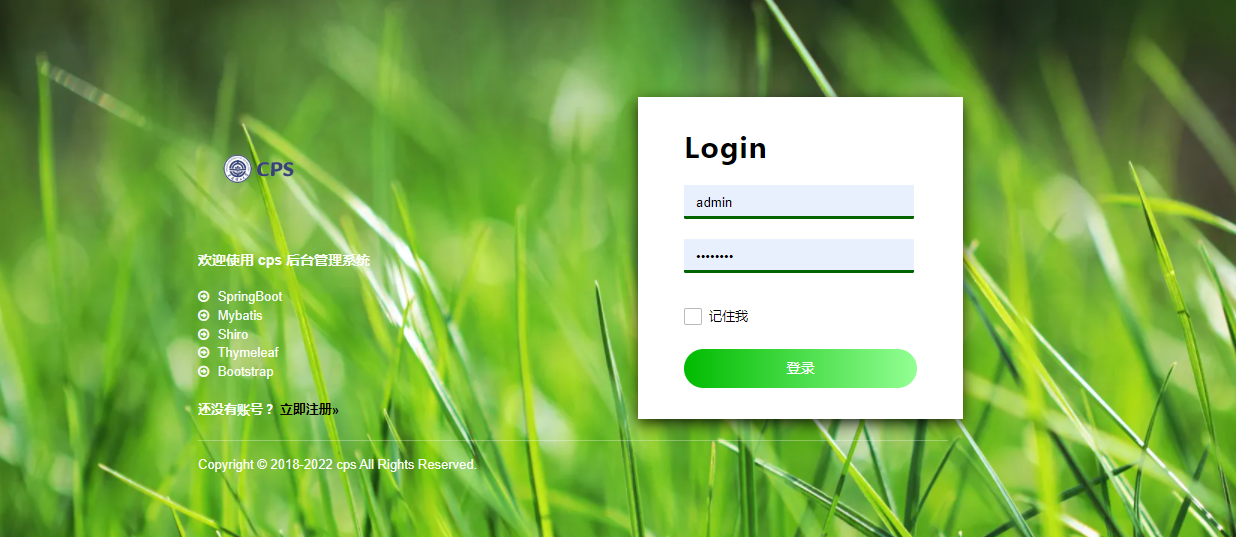 CPS
欢迎使用 cps 后台管理系统
SpringBoot
Mybatis
Shiro
Thymeleaf
Bootstrap
还没有账号？ 立即注册»
Copyright © 2018-2022 cps All Rights Reserved.
Login
admin
••••••••
记住我
登录